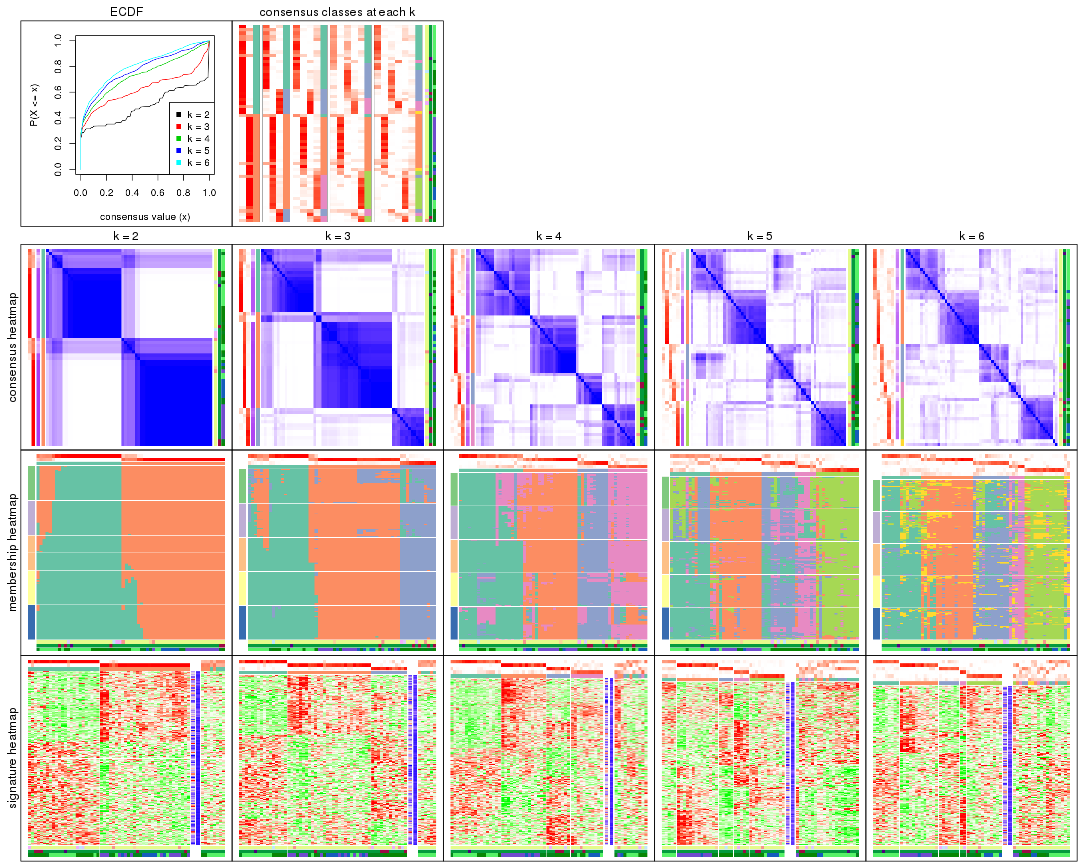 ECDF
consensus classes at each k
P(X <= x)
1.0
0.8
0.6
0.4
0.2
0.0
k = 2
k = 3
k = 4
k = 5
k = 6
0.0 0.2 0.4 0.6 0.8 1.0
consensus value (x)
k = 2 k = 3 k = 4 k = 5 k = 6
consensus heatmap
membership heatmap
signature heatmap